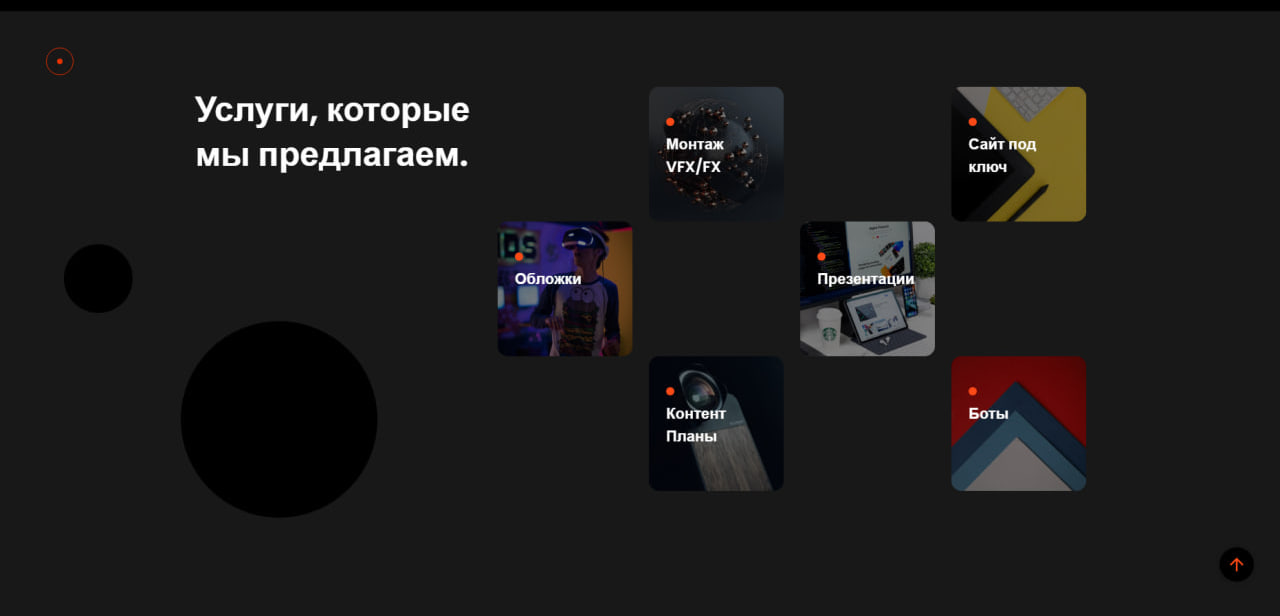 Услуги, которые
мы предлагаем.
Монтаж
VFX/FX
Сайт под
ключ
Обложки
Презентации
Контент
Планы
Боты